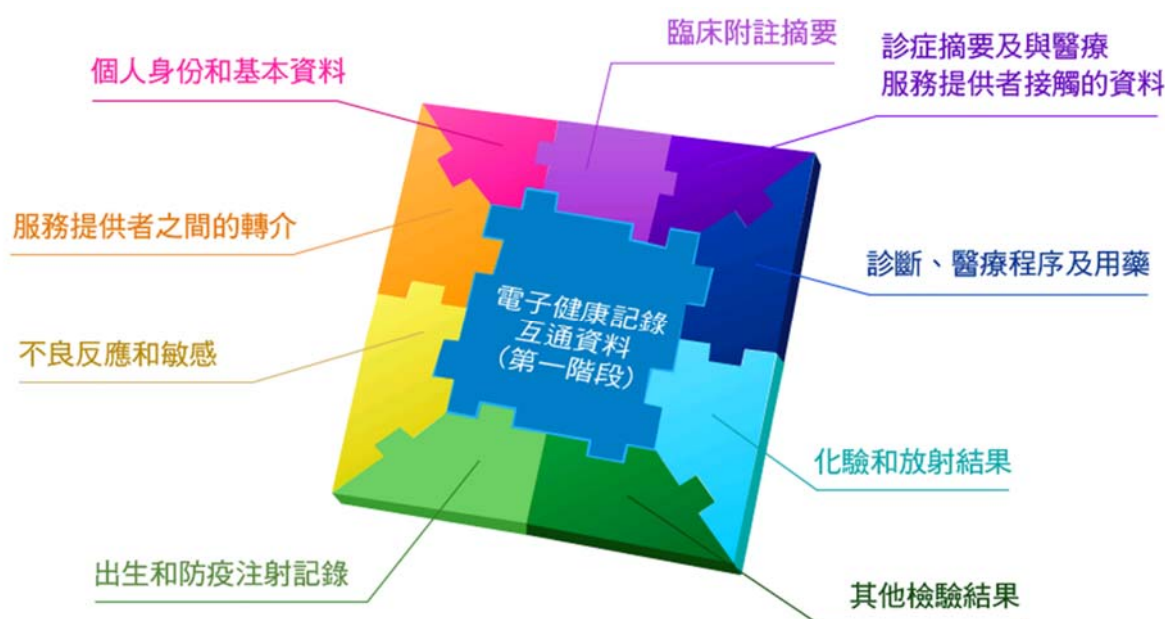 臨床附註摘要
個人身份和基本資料
診症摘要及與醫療
服務提供者接觸的資料
服務提供者之間的轉介
診斷、醫療程序及用藥
電子健康記錄
互通資料
（第一階段）
不良反應和敏感
化驗和放射結果
出生和防疫注射記錄
其他檢驗結果